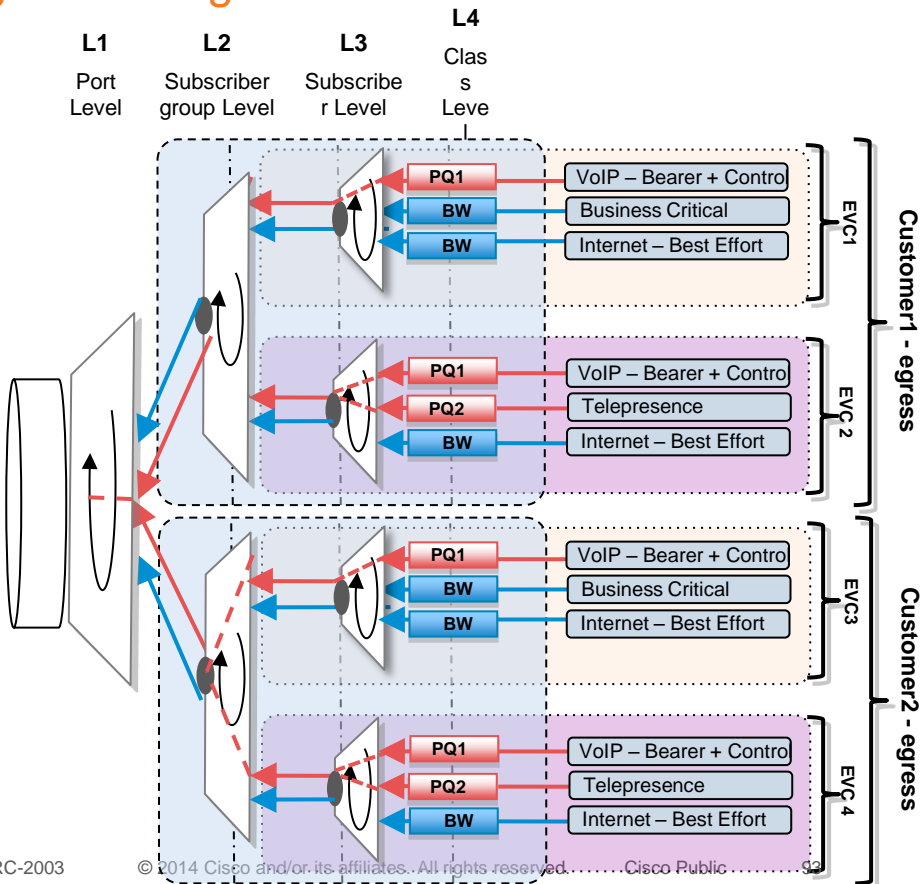 L1
Port
Level
L2
Subscriber
group Level
L3
Subscribe
r Level
L4
Clas
s
Leve
PQ1
BW
BW
VoIP – Bearer + Contro
Business Critical
Internet – Best Effort
EVC1
PQ1
PQ2
BW
VoIP – Bearer + Contro
Telepresence
Internet – Best Effort
EVC 2
Customer1 - egress
PQ1
BW
BW
VoIP – Bearer + Contro
Business Critical
Internet – Best Effort
EVC3
PQ1
PQ2
BW
VoIP – Bearer + Contro
Telepresence
Internet – Best Effort
EVC 4
Customer2 - egress
RC-2003
© 2014 Cisco and/or its affiliates. All rights reserved.
Cisco Public
93